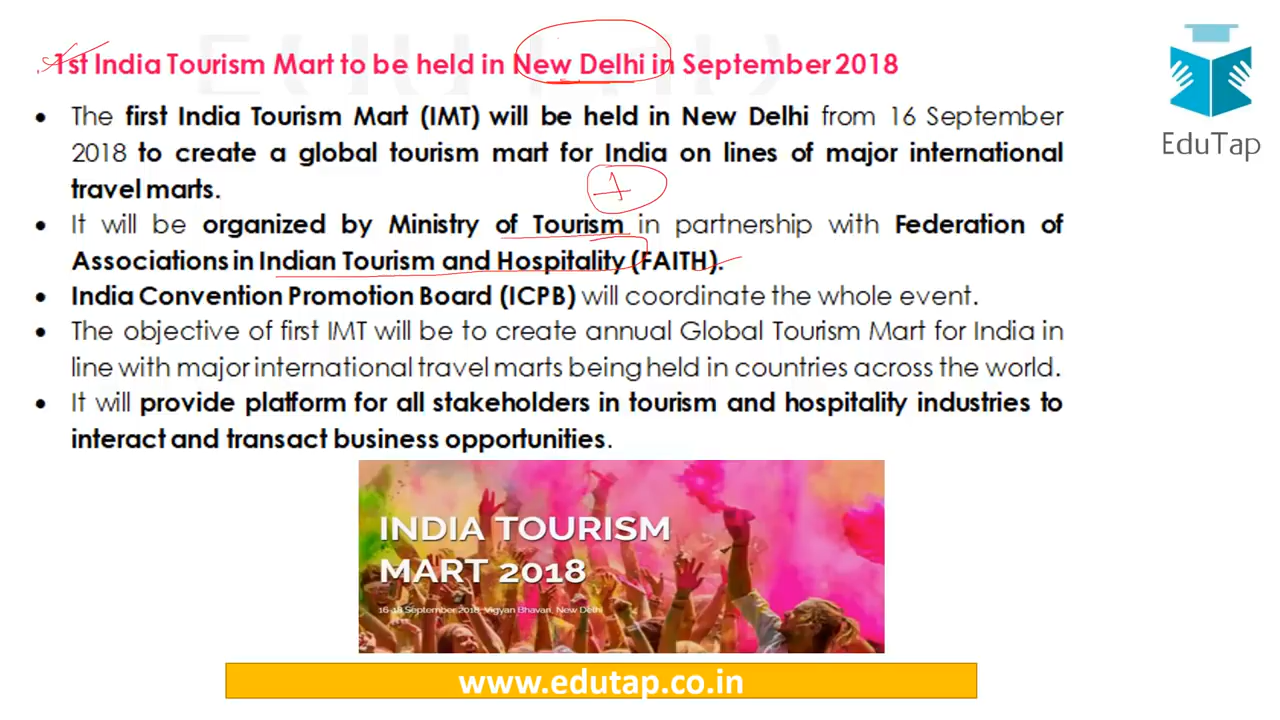 1st India Tourism Mart to be held in New Delhi in September 2018
EduTap
• The first India Tourism Mart (IMT) will be held in New Delhi from 16 September
2018 to create a global tourism mart for India on lines of major international
travel marts.
• It will be organized by Ministry of Tourism in partnership with Federation of
Associations in Indian Tourism and Hospitality (FAITH).
• India Convention Promotion Board (ICPB) will coordinate the whole event.
• The objective of first IMT will be to create annual Global Tourism Mart for India in
line with major international travel marts being held in countries across the world.
• It will provide platform for all stakeholders in tourism and hospitality industries to
interact and transact business opportunities.
INDIA TOURISM
MART 2018
16-18 September 2018, Vigyan Bhavan, New Delhi
www.edutap.co.in